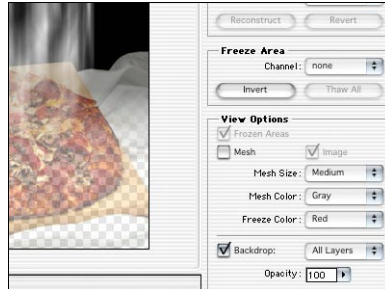 Reconstruct Revert
Freeze Area
Channel: none
Invert Thaw All
View Options
Frozen Areas
Mesh Image
Mesh Size: Medium
Mesh Color: Gray
Freeze Color: Red
Backdrop: All Layers
Opacity: 100